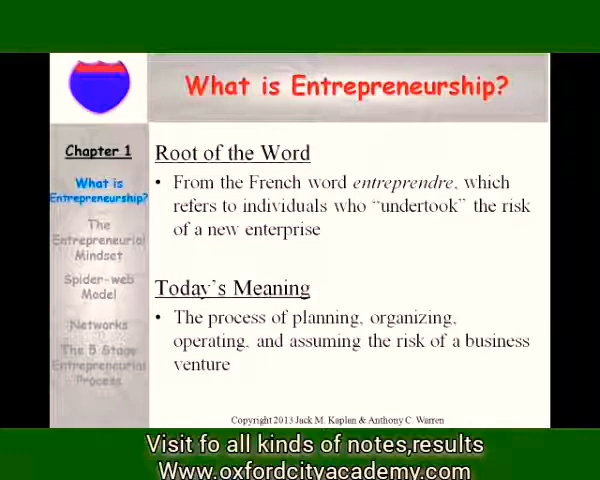 What is Entrepreneurship?
Chapter 1
What is
Entrepreneurship?
The
Entrepreneurial
Mindset
Spider-web
Model
Networks
The 5 Stage
Entrepreneurial
Process
Root of the Word
• From the French word entreprendre, which
refers to individuals who “undertook” the risk
of a new enterprise
Today’s Meaning
• The process of planning, organizing,
operating, and assuming the risk of a business
venture
Copyright 2013 Jack M. Kaplan & Anthony C. Warren
Visit fo all kinds of notes,results
Www.oxfordcityacademy.com